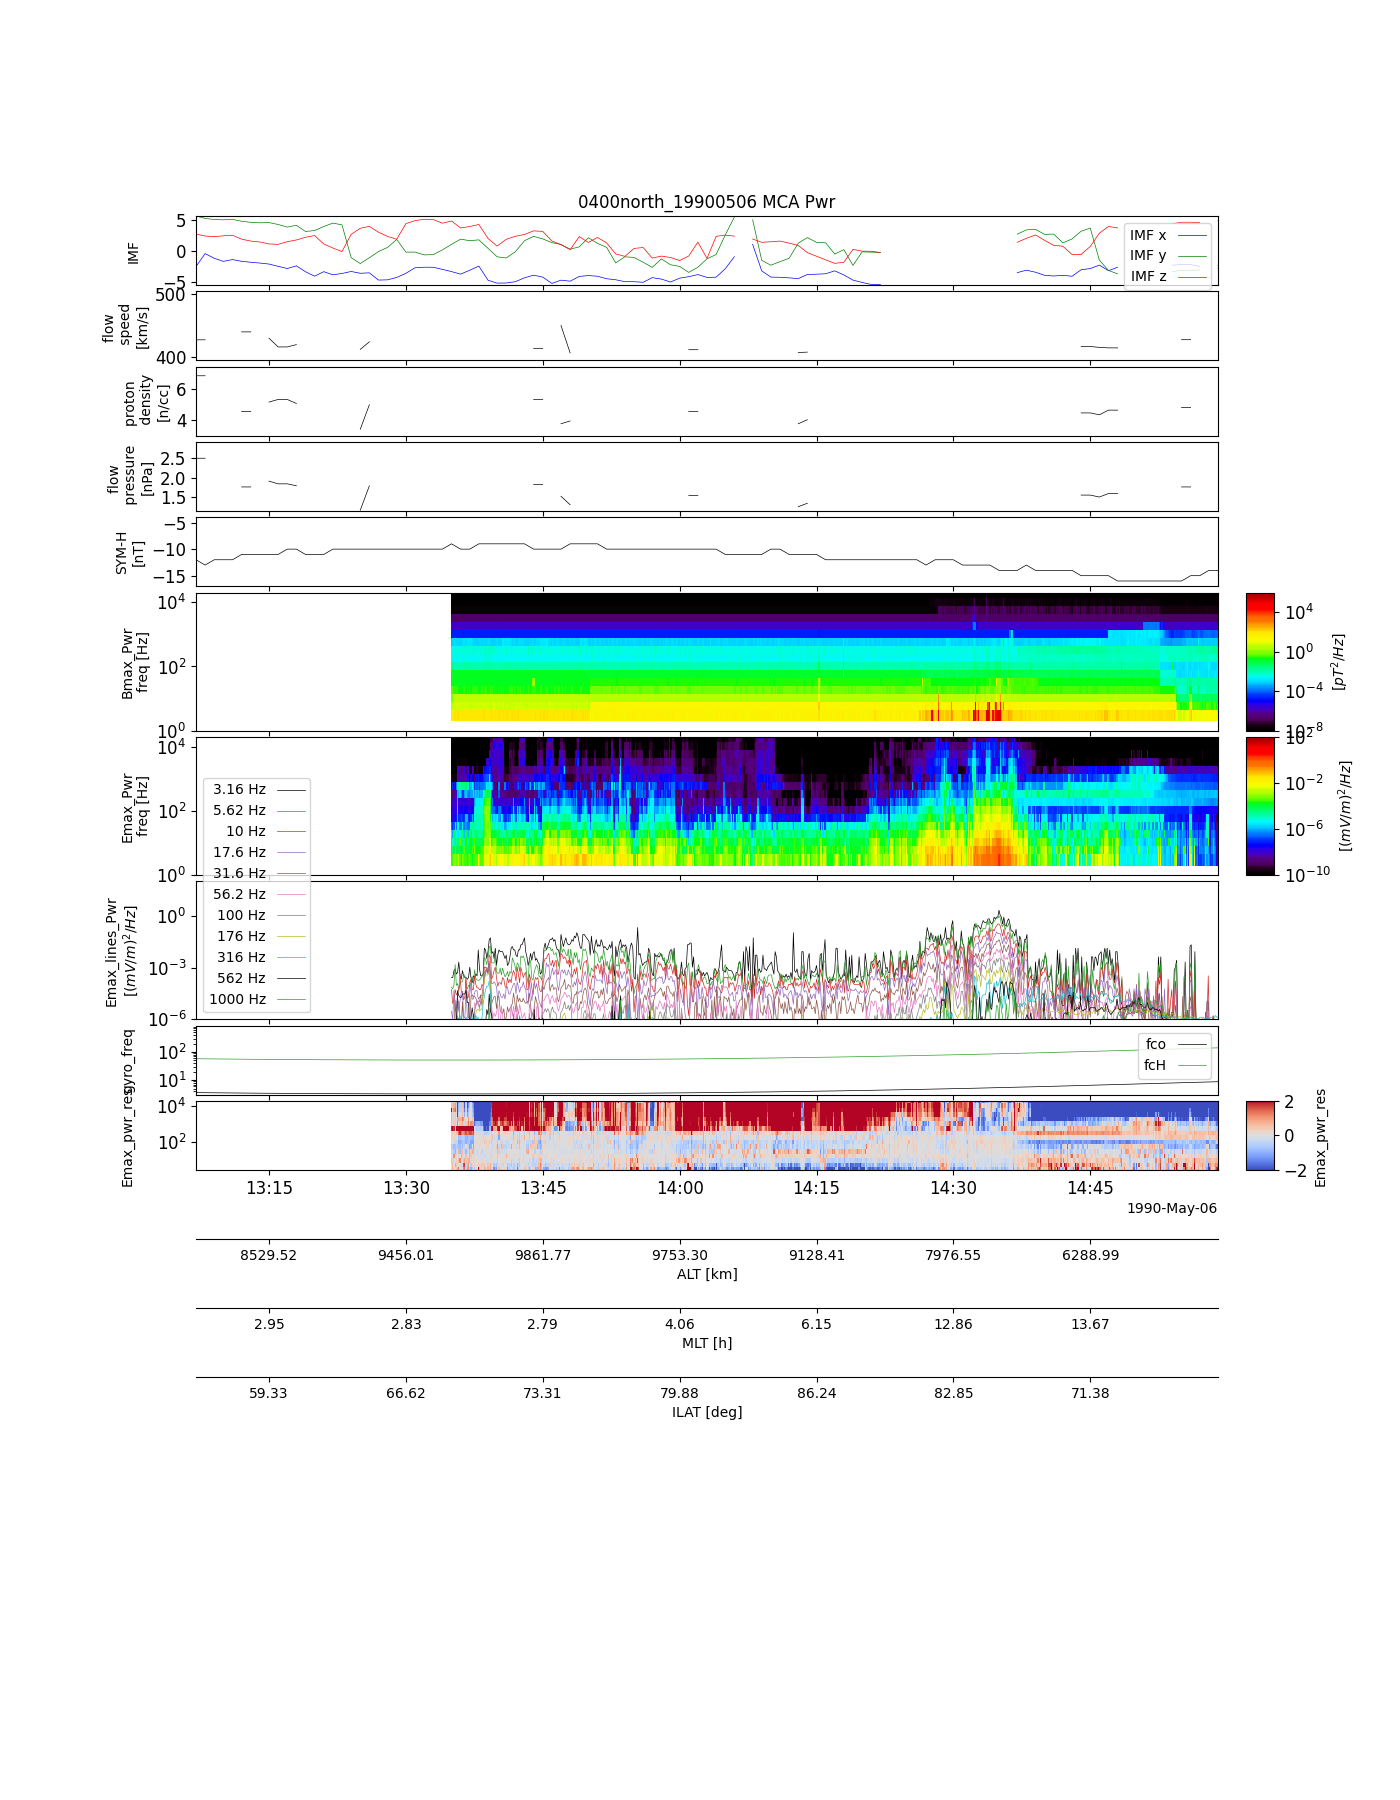 0400north_19900506 MCA Pwr
5
0
−5
IMF
IMF x
IMF y
IMF z
500
400
flow
speed
[km/s]
6
4
proton
density
[n/cc]
2.5
2.0
1.5
flow
pressure
[nPa]
−5
−10
−15
SYM-H
[nT]
10^4
10^2
10^0
Bmax_Pwr
freq [Hz]
10^4
10^0
10^−4
10^−8
[pT^2/Hz]
10^4
10^2
10^0
Emax_Pwr
freq [Hz]
10^2
10^−2
10^−6
10^−10
[(mV/m)^2/Hz]
3.16 Hz
5.62 Hz
10 Hz
17.6 Hz
31.6 Hz
56.2 Hz
100 Hz
176 Hz
316 Hz
562 Hz
1000 Hz
10^0
10^−3
10^−6
Emax_lines_Pwr
[(mV/m)^2/Hz]
10^2
10^1
gyro_freq
fco
fcH
10^4
10^2
Emax_pwr_res
2
0
−2
Emax_pwr_res
13:15 13:30 13:45 14:00 14:15 14:30 14:45
1990-May-06
8529.52 9456.01 9861.77 9753.30 9128.41 7976.55 6288.99
ALT [km]
2.95 2.83 2.79 4.06 6.15 12.86 13.67
MLT [h]
59.33 66.62 73.31 79.88 86.24 82.85 71.38
ILAT [deg]